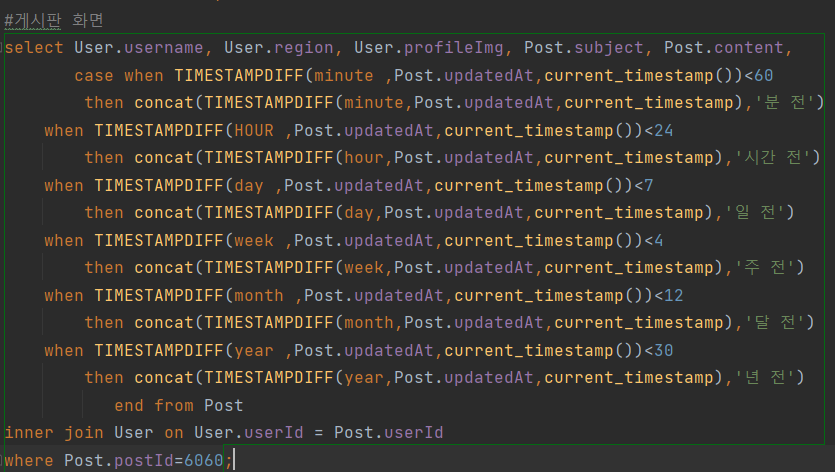 #게시판 화면
select User.username, User.region, User.profileImg, Post.subject, Post.content,
case when TIMESTAMPDIFF(minute ,Post.updatedAt,current_timestamp())<60
then concat(TIMESTAMPDIFF(minute,Post.updatedAt,current_timestamp),'분 전')
when TIMESTAMPDIFF(HOUR ,Post.updatedAt,current_timestamp())<24
then concat(TIMESTAMPDIFF(hour,Post.updatedAt,current_timestamp),'시간 전')
when TIMESTAMPDIFF(day ,Post.updatedAt,current_timestamp())<7
then concat(TIMESTAMPDIFF(day,Post.updatedAt,current_timestamp),'일 전')
when TIMESTAMPDIFF(week ,Post.updatedAt,current_timestamp())<4
then concat(TIMESTAMPDIFF(week,Post.updatedAt,current_timestamp),'주 전')
when TIMESTAMPDIFF(month ,Post.updatedAt,current_timestamp())<12
then concat(TIMESTAMPDIFF(month,Post.updatedAt,current_timestamp),'달 전')
when TIMESTAMPDIFF(year ,Post.updatedAt,current_timestamp())<30
then concat(TIMESTAMPDIFF(year,Post.updatedAt,current_timestamp),'년 전')
end from Post
inner join User on User.userId = Post.userId
where Post.postId=6060;